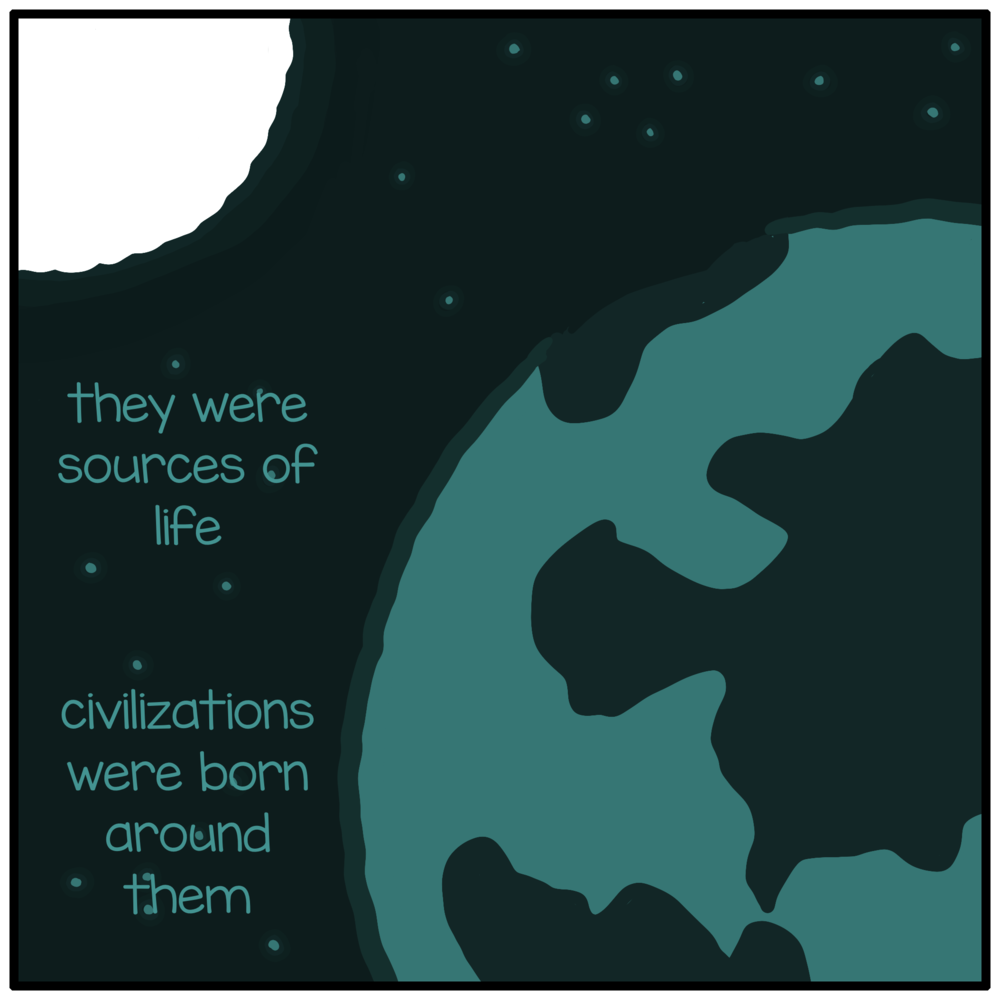 they were
sources of
life
civilizations
were born
around
them